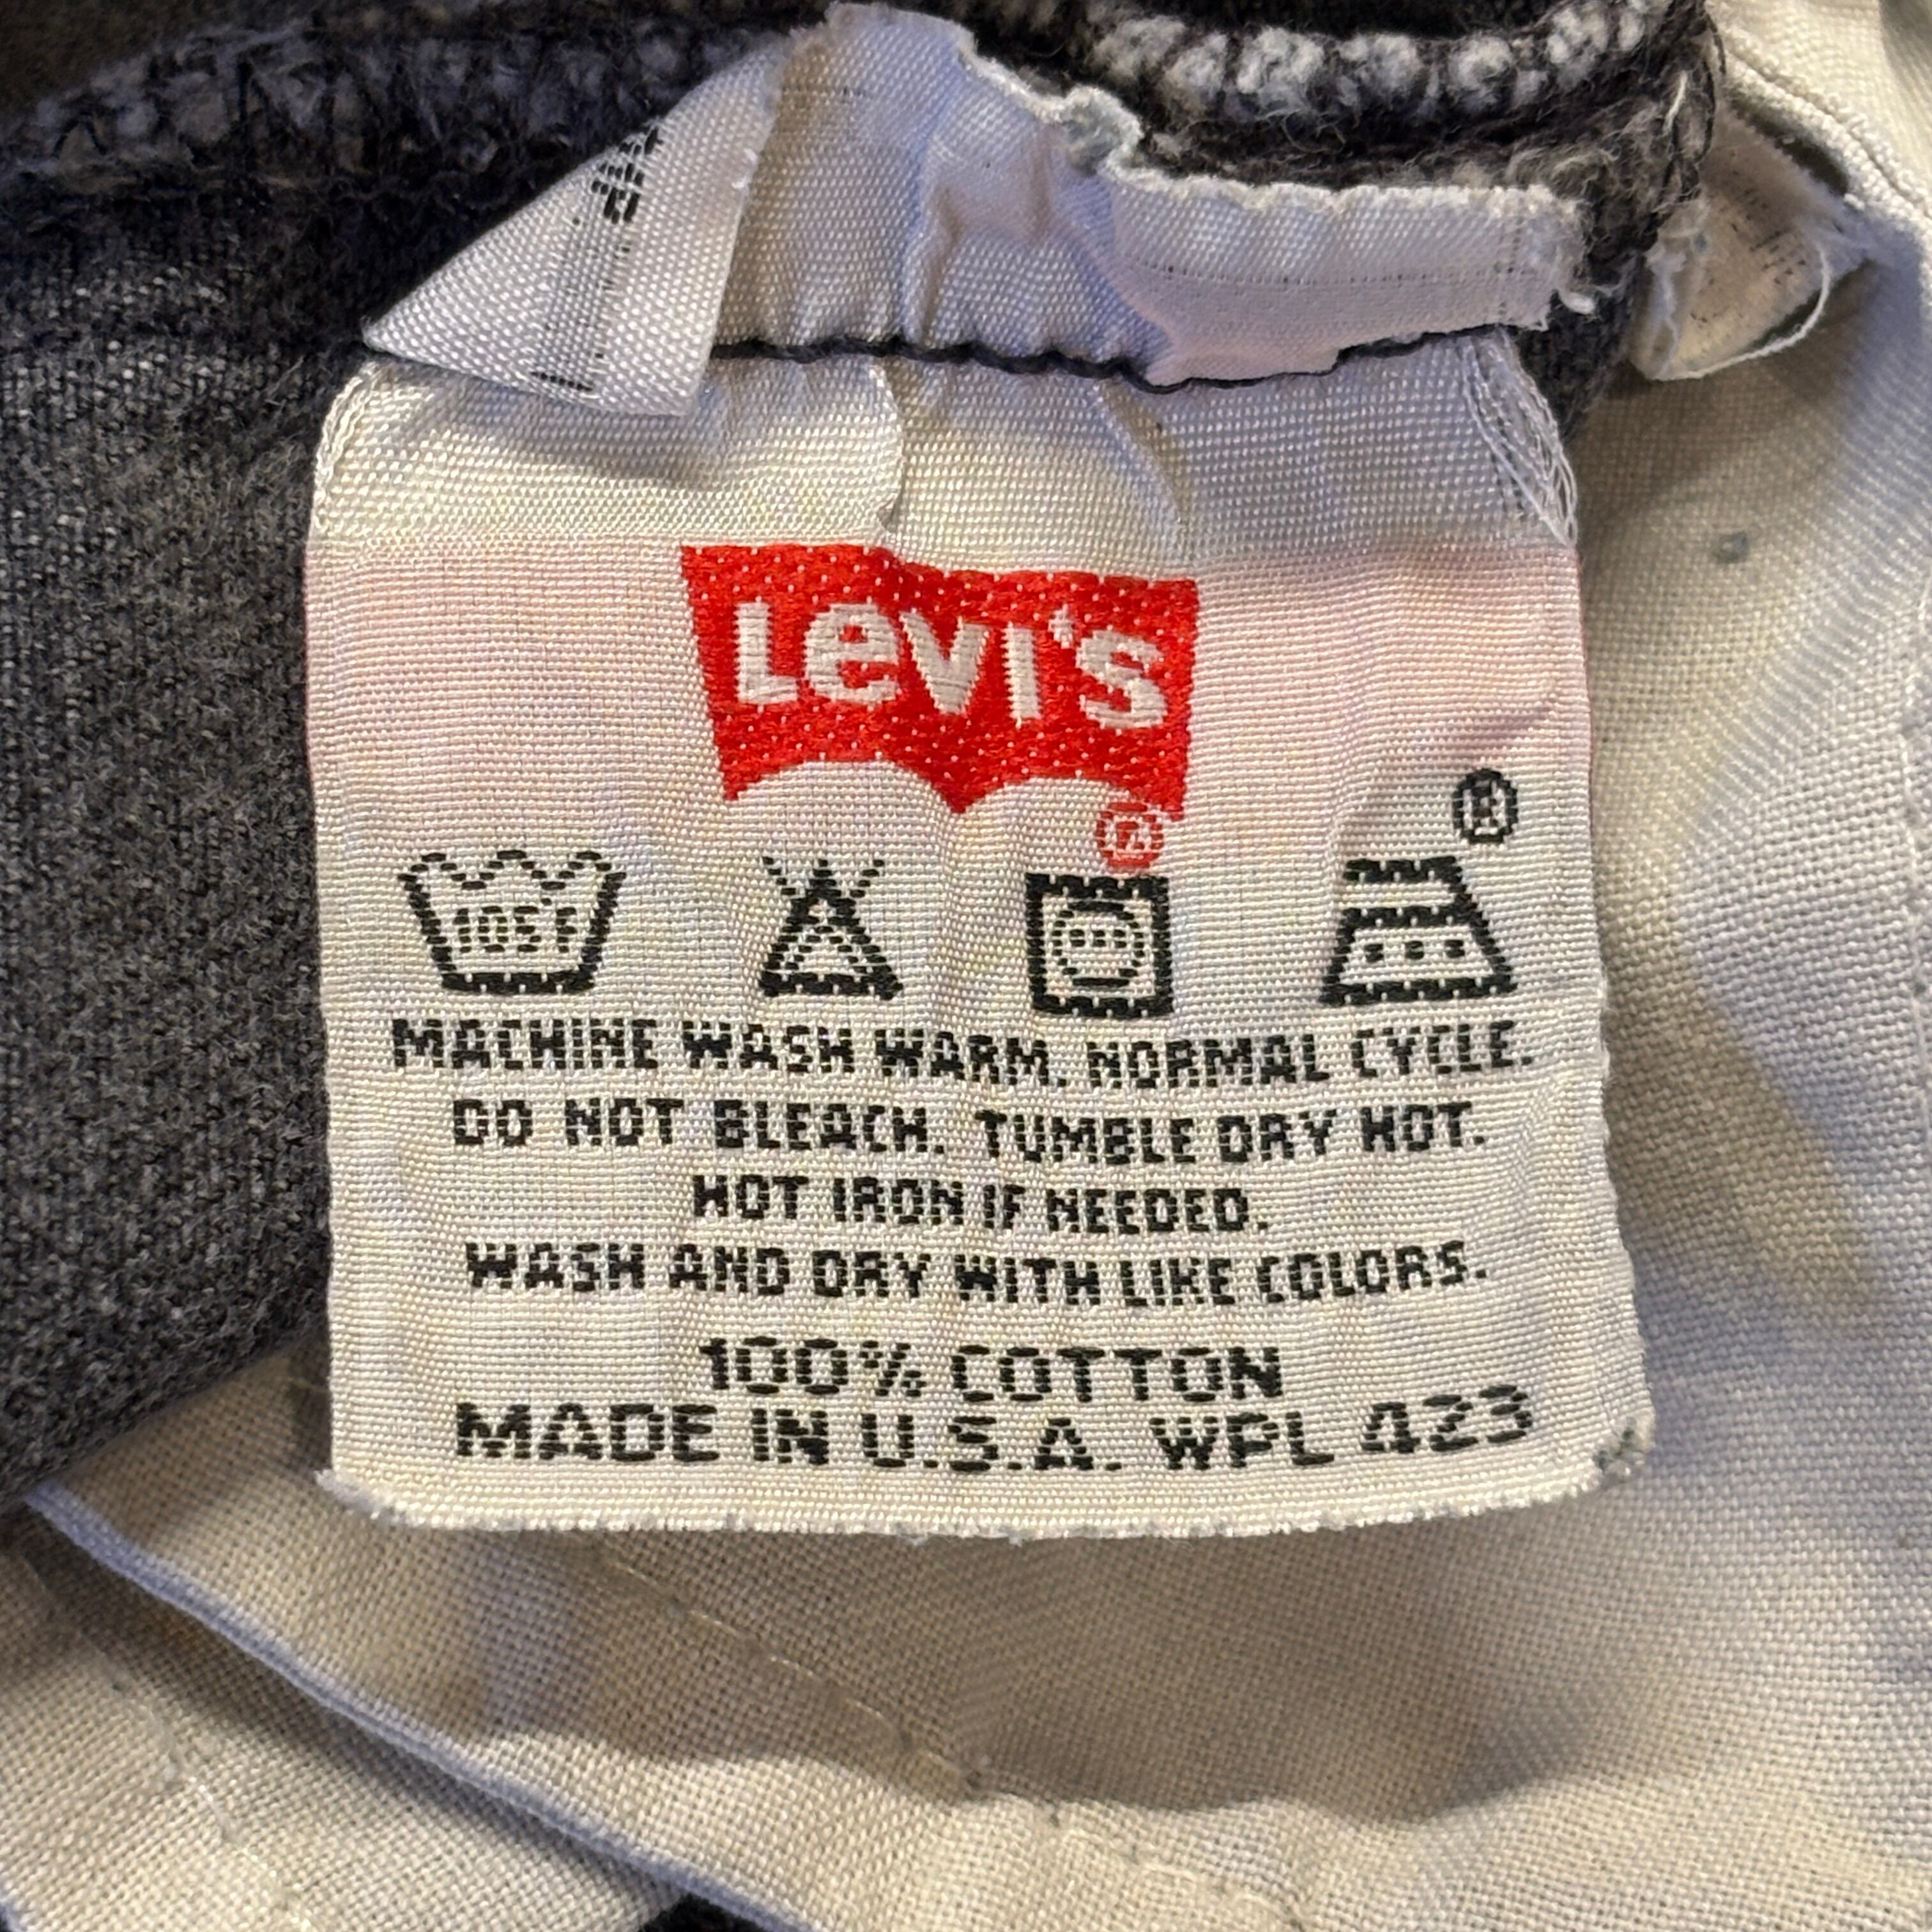 Levi's
®
®
105°F
MACHINE WASH WARM. NORMAL CYCLE.
DO NOT BLEACH. TUMBLE DRY HOT.
HOT IRON IF NEEDED.
WASH AND DRY WITH LIKE COLORS.
100% COTTON
MADE IN U.S.A. WPL 423